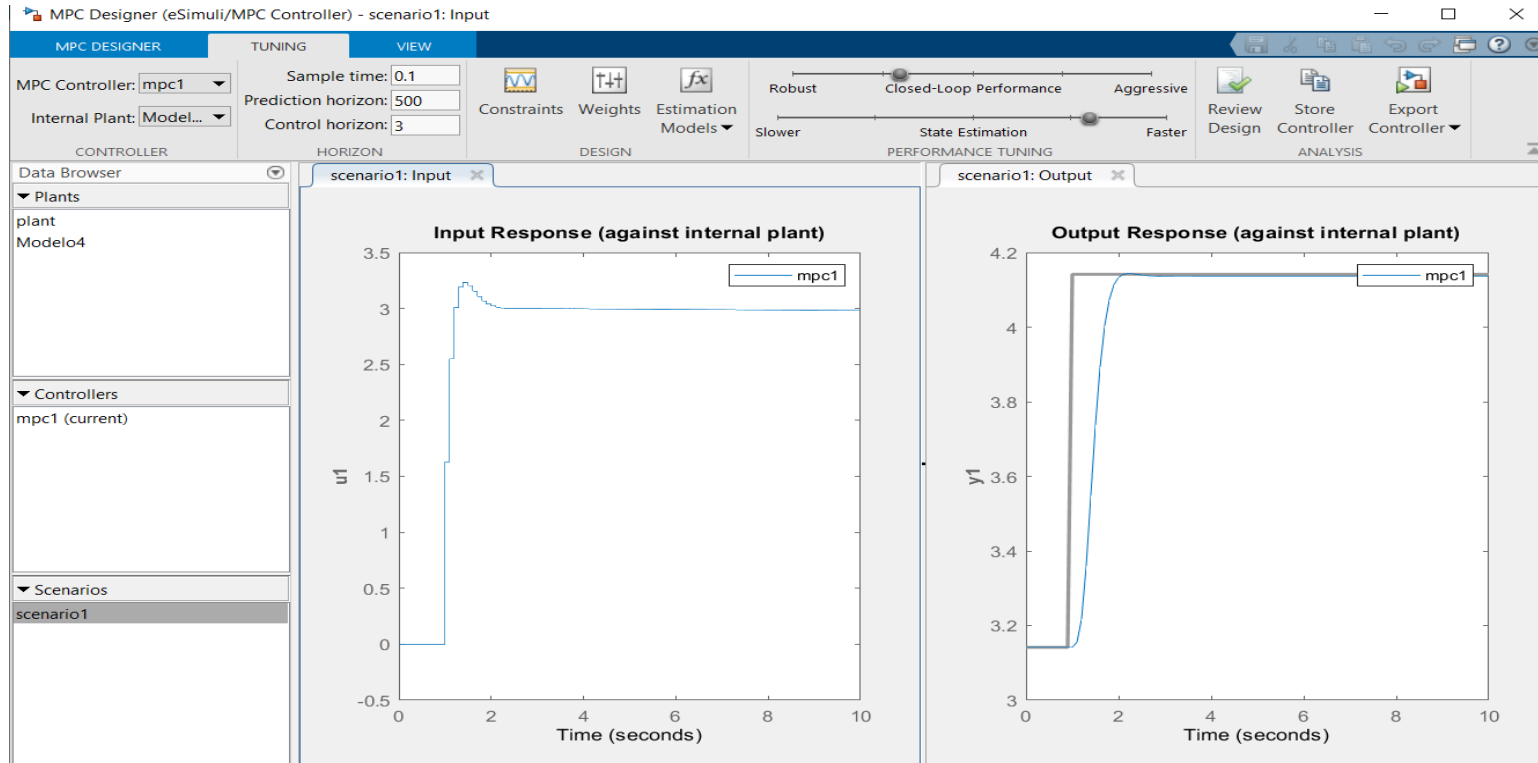 MPC Designer (eSimuli/MPC Controller) - scenario1: Input
MPC DESIGNER TUNING VIEW
MPC Controller: mpc1
Internal Plant: Model...
CONTROLLER
Sample time: 0.1
Prediction horizon: 500
Control horizon: 3
HORIZON
Constraints Weights Estimation Models
DESIGN
Robust Closed-Loop Performance Aggressive
Slower State Estimation Faster
PERFORMANCE TUNING
Review Design Store Controller Export Controller
ANALYSIS
Data Browser
Plants
plant
Modelo4
Controllers
mpc1 (current)
Scenarios
scenario1
scenario1: Input
Input Response (against internal plant)
mpc1
3.5
3
2.5
2
1.5
1
0.5
0
-0.5
u1
0 2 4 6 8 10
Time (seconds)
scenario1: Output
Output Response (against internal plant)
mpc1
4.2
4
3.8
3.6
3.4
3.2
3
y1
0 2 4 6 8 10
Time (seconds)